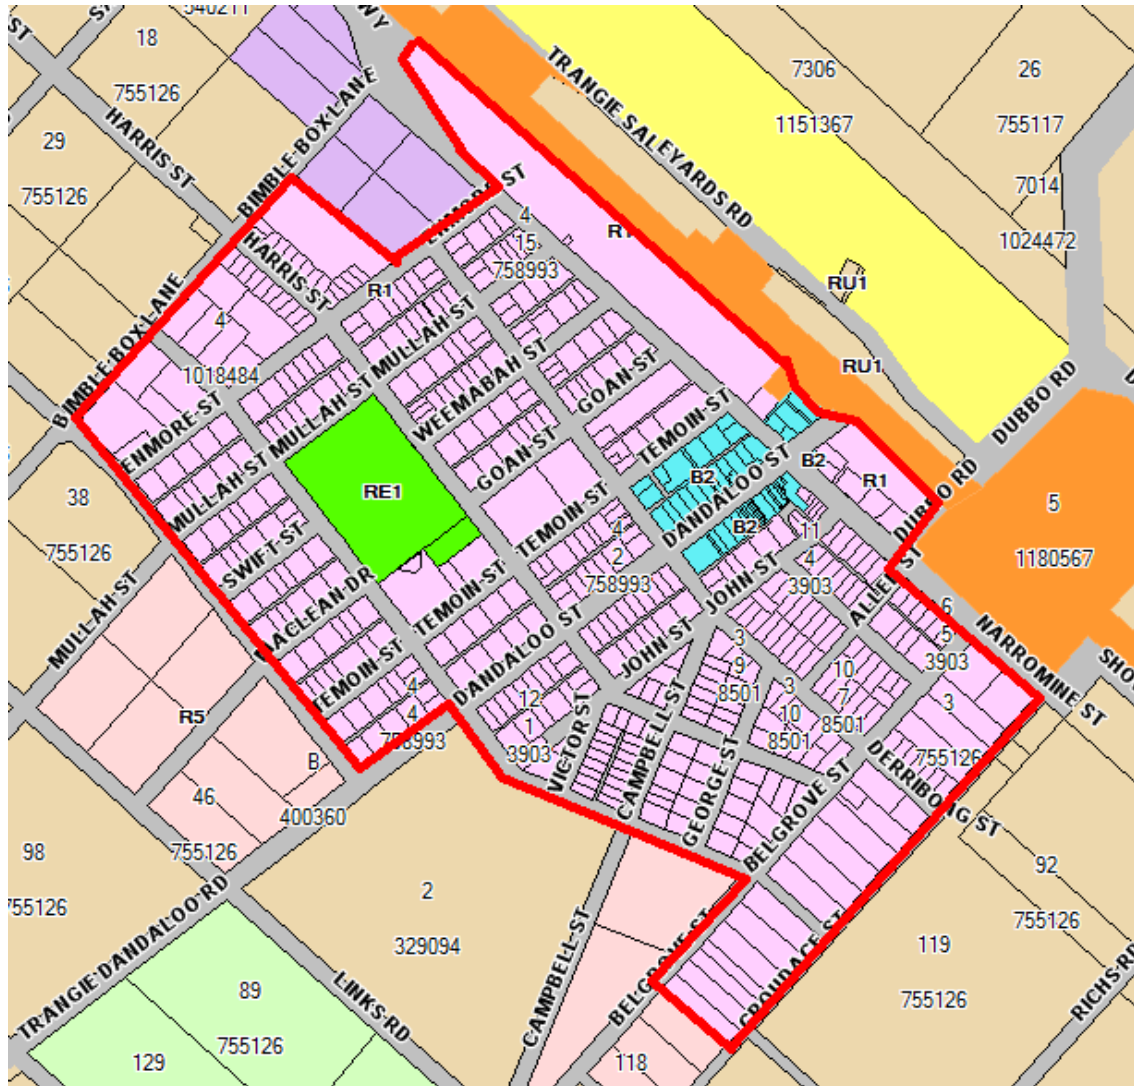 540211
ST
WY
18
755126
HARRIS ST
BIMBLE BOX LANE
TRANGIE SALEYARDS RD
7306
1151367
26
755117
29
755126
7014
1024472
HARRIS ST
R1
4
15
758993
RU1
RU1
BIMBLE BOX LANE
4
1018484
R1
MULLAH ST
WEEMABAH ST
GOAN ST
TEMOIN ST
DUBBO RD
ENMORE ST
MULLAH ST
RE1
GOAN ST
B2
DANDALOO ST
B2
R1
B2
DUBBO RD
5
1180567
38
755126
MULLAH ST
SWIFT ST
MACLEAN DR
TEMOIN ST
TEMOIN ST
4
2
758993
11
4
3903
JOHN ST
ALLEN ST
MULLAH ST
TEMOIN ST
DANDALOO ST
JOHN ST
6
5
3903
NARROMINE ST
R5
4
4
758993
12
1
3903
VICTOR ST
CAMPBELL ST
3
9
8501
3
10
8501
10
7
8501
3
755126
B
46
755126
400360
GEORGE ST
BELGROVE ST
DERRIBONG ST
98
755126
2
329094
92
755126
TRANGIE DANDALOO RD
LINKS RD
CAMPBELL ST
BELGROVE ST
CROUDACE ST
119
755126
RICHS RD
89
755126
129
118